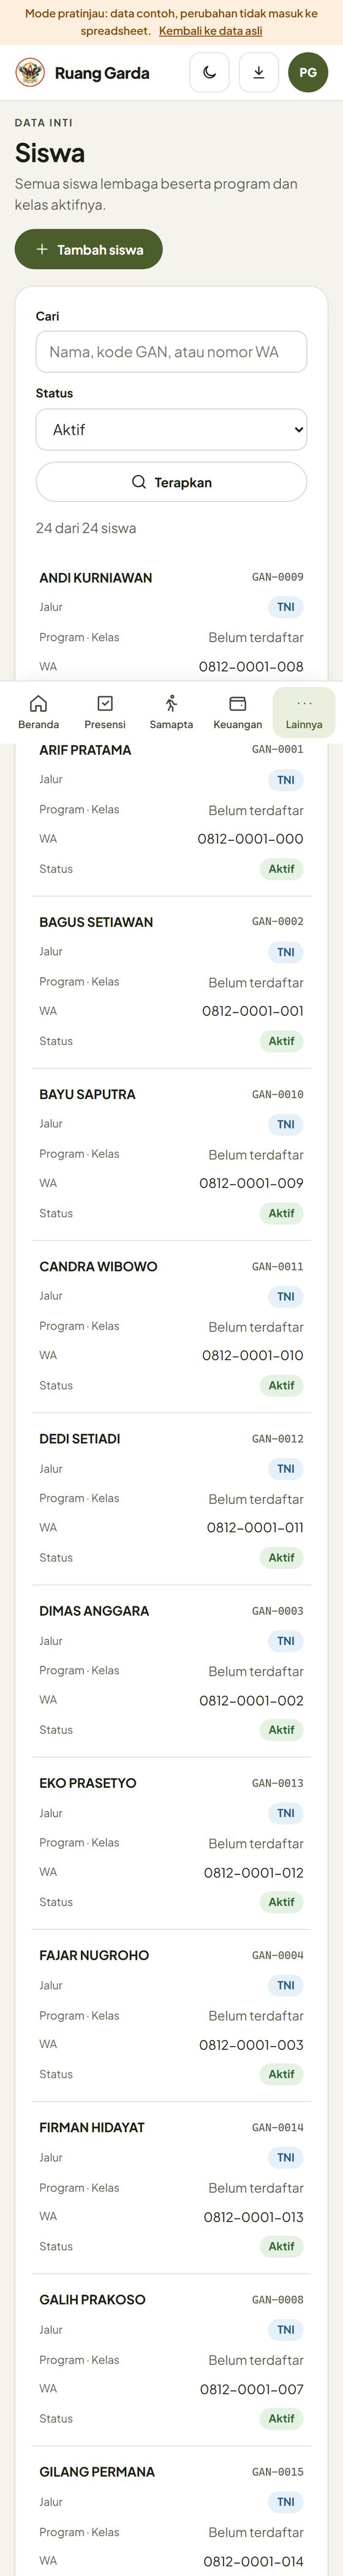 Mode pratinjau: data contoh, perubahan tidak masuk ke
spreadsheet. Kembali ke data asli
Ruang Garda
PG
DATA INTI
Siswa
Semua siswa lembaga beserta program dan
kelas aktifnya.
+ Tambah siswa
Cari
Nama, kode GAN, atau nomor WA
Status
Aktif
Terapkan
24 dari 24 siswa
ANDI KURNIAWAN GAN-0009
Jalur TNI
Program · Kelas Belum terdaftar
WA 0812-0001-008
Beranda Presensi Samapta Keuangan Lainnya
ARIF PRATAMA GAN-0001
Jalur TNI
Program · Kelas Belum terdaftar
WA 0812-0001-000
Status Aktif
BAGUS SETIAWAN GAN-0002
Jalur TNI
Program · Kelas Belum terdaftar
WA 0812-0001-001
Status Aktif
BAYU SAPUTRA GAN-0010
Jalur TNI
Program · Kelas Belum terdaftar
WA 0812-0001-009
Status Aktif
CANDRA WIBOWO GAN-0011
Jalur TNI
Program · Kelas Belum terdaftar
WA 0812-0001-010
Status Aktif
DEDI SETIADI GAN-0012
Jalur TNI
Program · Kelas Belum terdaftar
WA 0812-0001-011
Status Aktif
DIMAS ANGGARA GAN-0003
Jalur TNI
Program · Kelas Belum terdaftar
WA 0812-0001-002
Status Aktif
EKO PRASETYO GAN-0013
Jalur TNI
Program · Kelas Belum terdaftar
WA 0812-0001-012
Status Aktif
FAJAR NUGROHO GAN-0004
Jalur TNI
Program · Kelas Belum terdaftar
WA 0812-0001-003
Status Aktif
FIRMAN HIDAYAT GAN-0014
Jalur TNI
Program · Kelas Belum terdaftar
WA 0812-0001-013
Status Aktif
GALIH PRAKOSO GAN-0008
Jalur TNI
Program · Kelas Belum terdaftar
WA 0812-0001-007
Status Aktif
GILANG PERMANA GAN-0015
Jalur TNI
Program · Kelas Belum terdaftar
WA 0812-0001-014